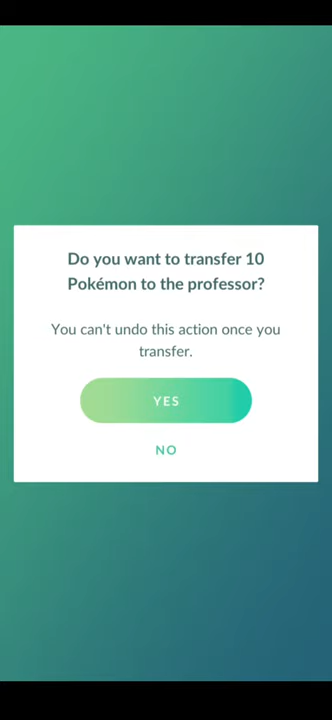 Do you want to transfer 10
Pokémon to the professor?
You can't undo this action once you
transfer.
YES
NO